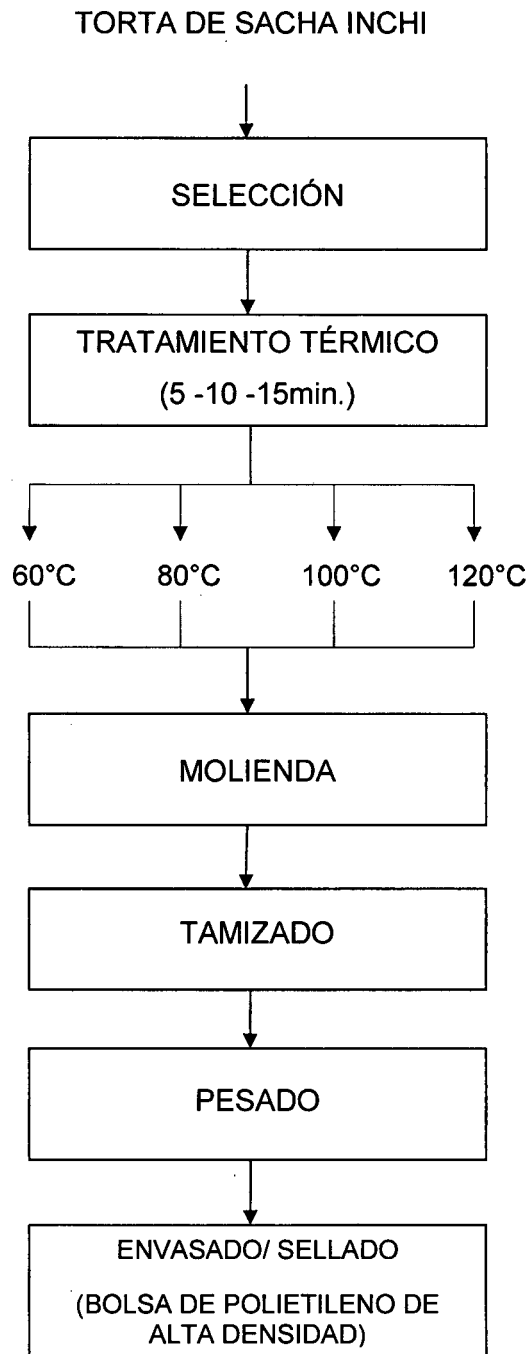 TORTA DE SACHA INCHI
SELECCIÓN
TRATAMIENTO TÉRMICO
(5 -10 -15min.)
60°C 80°C 100°C 120°C
MOLIENDA
TAMIZADO
PESADO
ENVASADO/ SELLADO
(BOLSA DE POLIETILENO DE
ALTA DENSIDAD)